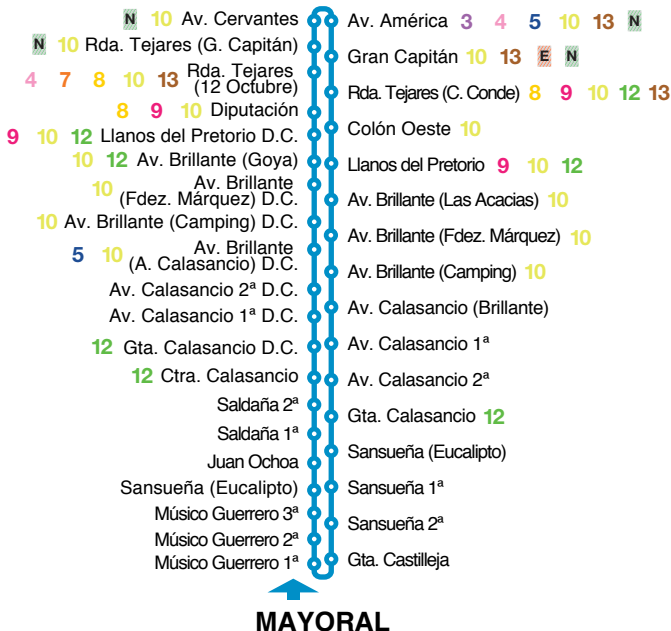 N 10 Av. Cervantes
N 10 Rda. Tejares (G. Capitán)
4 7 8 10 13 Rda. Tejares
(12 Octubre)
8 9 10 Diputación
9 10 12 Llanos del Pretorio D.C.
10 12 Av. Brillante (Goya)
10 Av. Brillante
(Fdez. Márquez) D.C.
10 Av. Brillante (Camping) D.C.
5 10 Av. Brillante
(A. Calasancio) D.C.
Av. Calasancio 2ª D.C.
Av. Calasancio 1ª D.C.
12 Gta. Calasancio D.C.
12 Ctra. Calasancio
Saldaña 2ª
Saldaña 1ª
Juan Ochoa
Sansueña (Eucalipto)
Músico Guerrero 3ª
Músico Guerrero 2ª
Músico Guerrero 1ª
Av. América 3 4 5 10 13 N
Gran Capitán 10 13 E N
Rda. Tejares (C. Conde) 8 9 10 12 13
Colón Oeste 10
Llanos del Pretorio 9 10 12
Av. Brillante (Las Acacias) 10
Av. Brillante (Fdez. Márquez) 10
Av. Brillante (Camping) 10
Av. Calasancio (Brillante)
Av. Calasancio 1ª
Av. Calasancio 2ª
Gta. Calasancio 12
Sansueña (Eucalipto)
Sansueña 1ª
Sansueña 2ª
Gta. Castilleja
MAYORAL